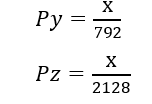 Py = x/792
Pz = x/2128